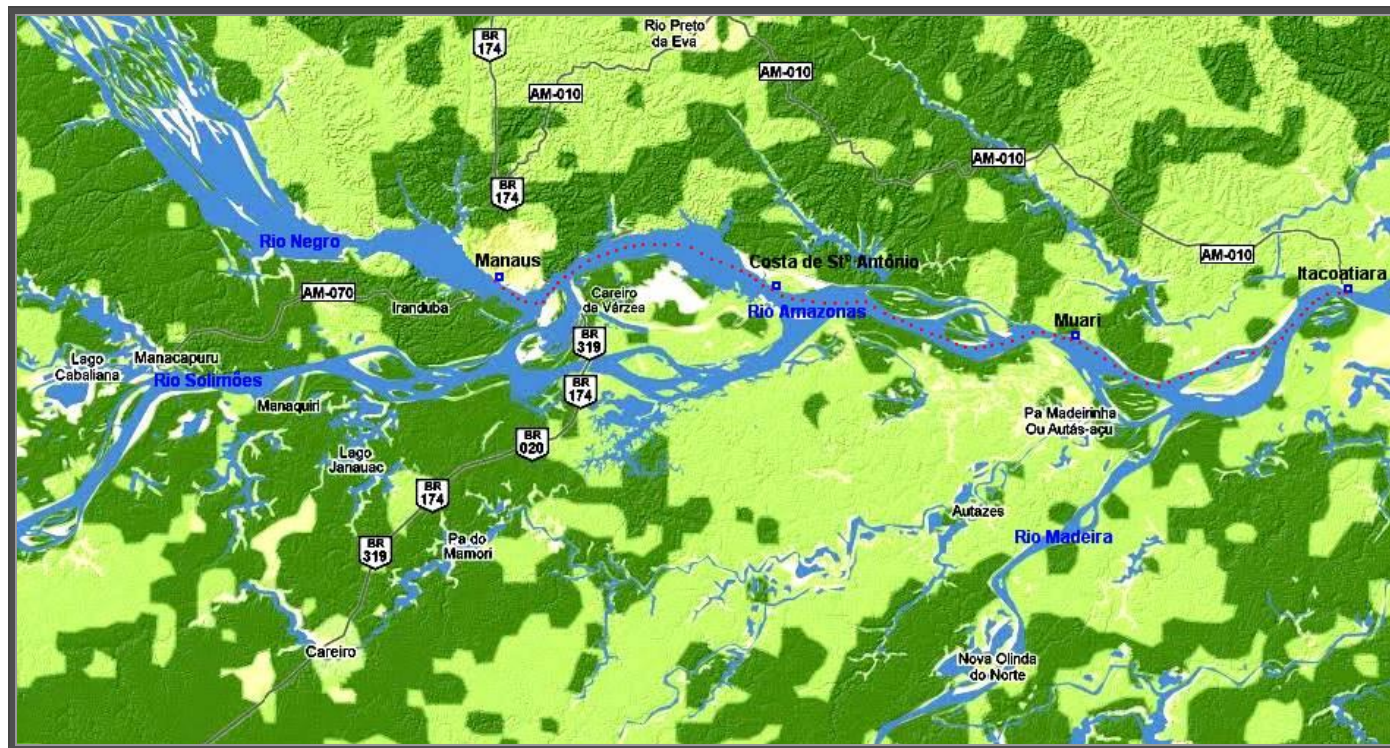 BR
174
Rio Preto
da Eva
AM-010
AM-010
AM-010
BR
174
Rio Negro
Manaus
Costa de Stº Antônio
AM-010
Itacoatiara
AM-070
Iranduba
Careiro
da Várzea
Rio Amazonas
Muari
BR
319
Manacapuru
Lago
Cabaliana
Rio Solimões
BR
174
Manaquiri
Pa Madeirinha
Ou Autás-açu
BR
020
Lago
Janauac
BR
174
Autazes
Rio Madeira
Pa do
Mamori
BR
319
Careiro
Nova Olinda
do Norte